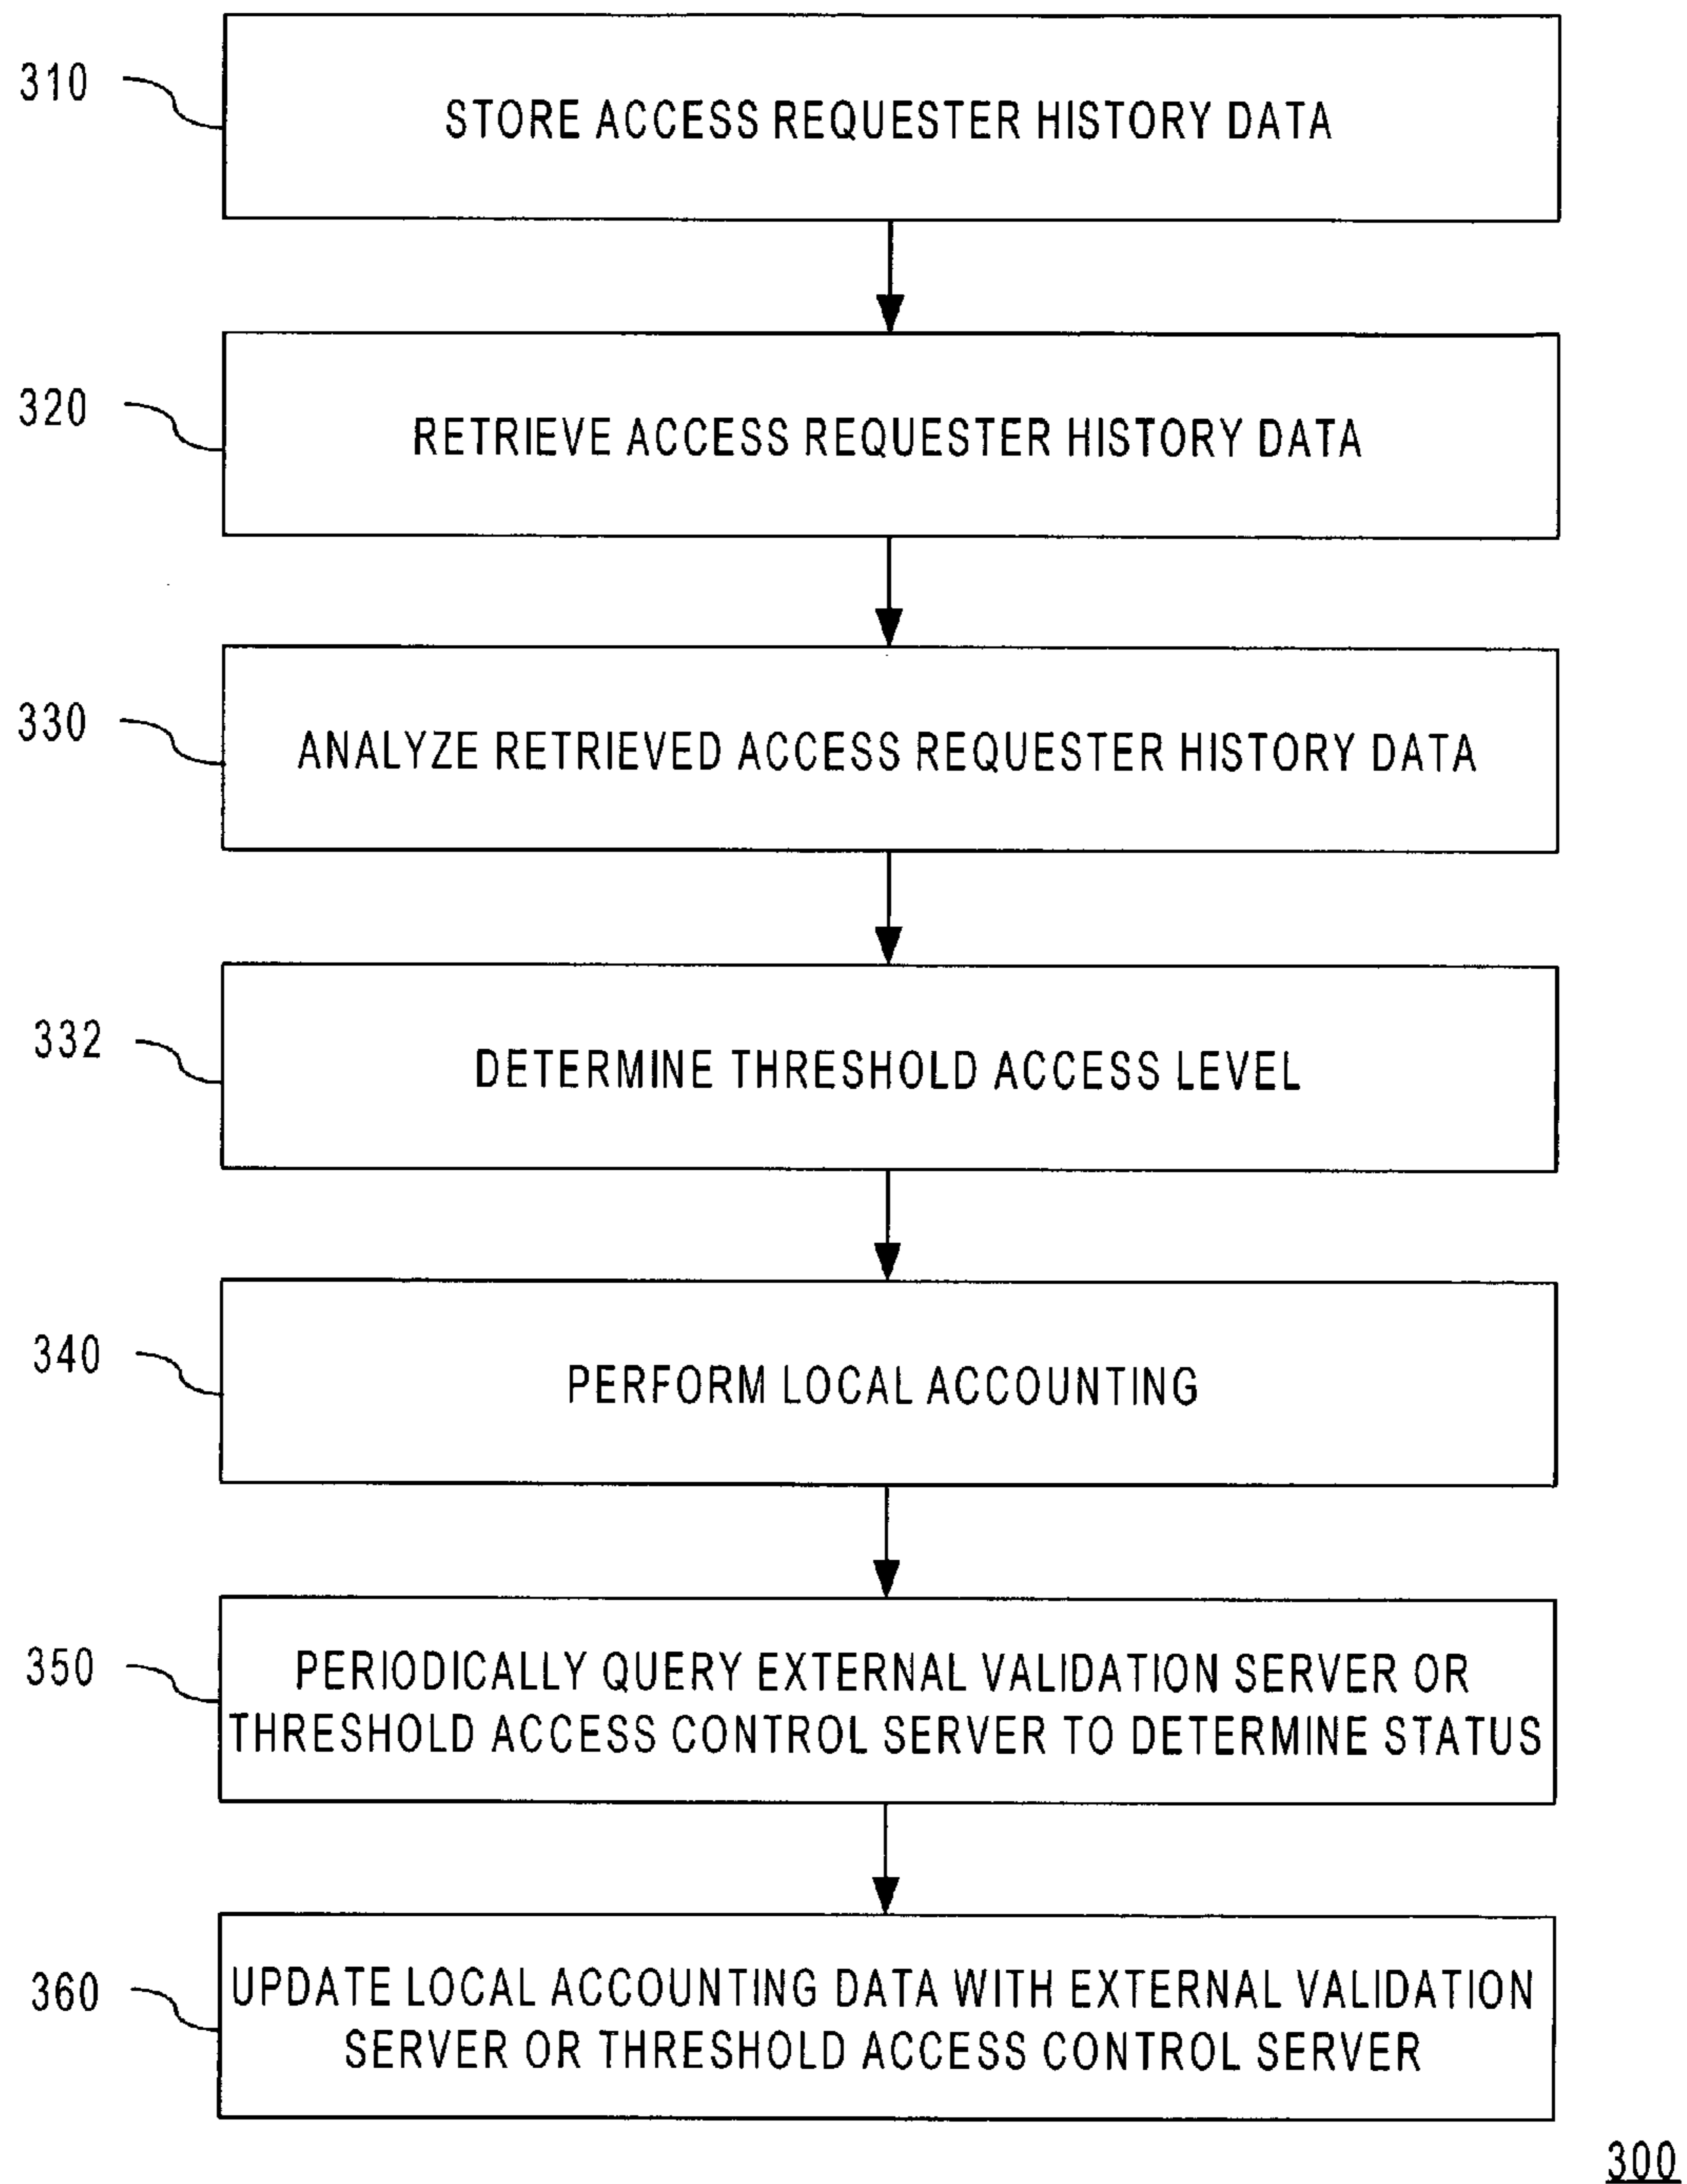 310
STORE ACCESS REQUESTER HISTORY DATA
320
RETRIEVE ACCESS REQUESTER HISTORY DATA
330
ANALYZE RETRIEVED ACCESS REQUESTER HISTORY DATA
332
DETERMINE THRESHOLD ACCESS LEVEL
340
PERFORM LOCAL ACCOUNTING
350
PERIODICALLY QUERY EXTERNAL VALIDATION SERVER OR
THRESHOLD ACCESS CONTROL SERVER TO DETERMINE STATUS
360
UPDATE LOCAL ACCOUNTING DATA WITH EXTERNAL VALIDATION
SERVER OR THRESHOLD ACCESS CONTROL SERVER
300